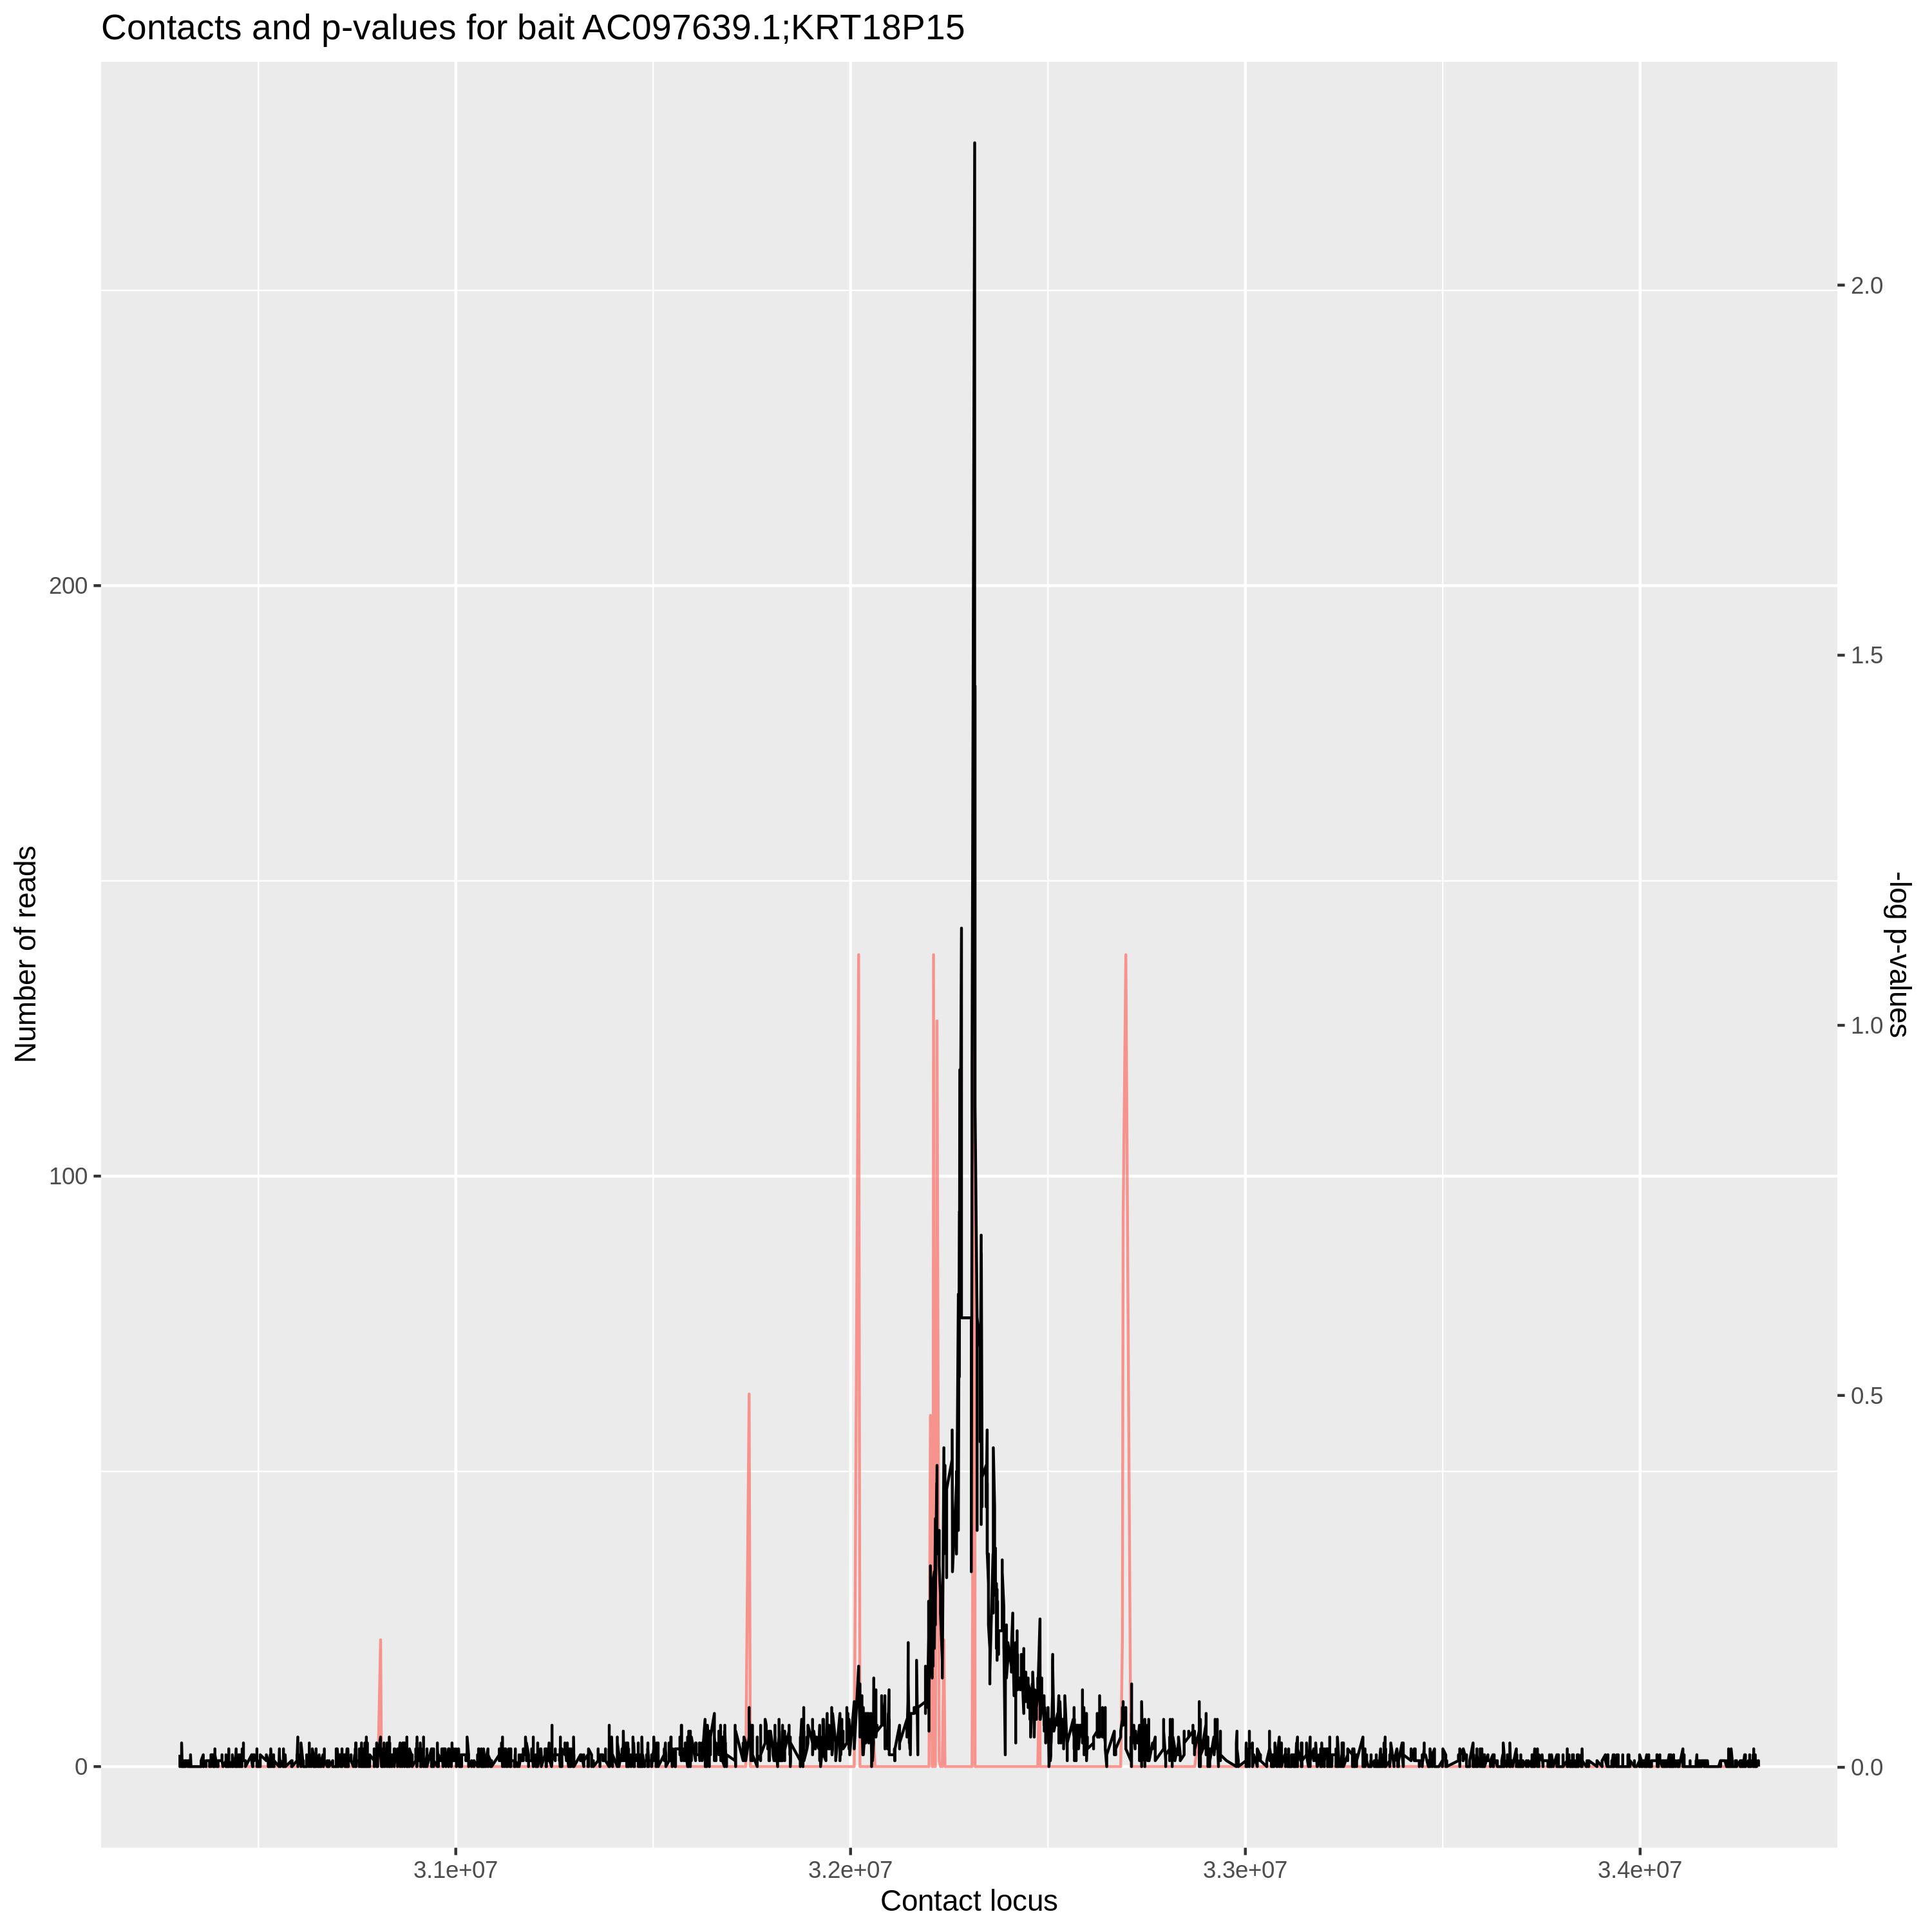 Contacts and p-values for bait AC097639.1;KRT18P15
Number of reads
200
100
0
2.0
1.5
1.0
0.5
0.0
-log p-values
3.1e+07
3.2e+07
3.3e+07
3.4e+07
Contact locus